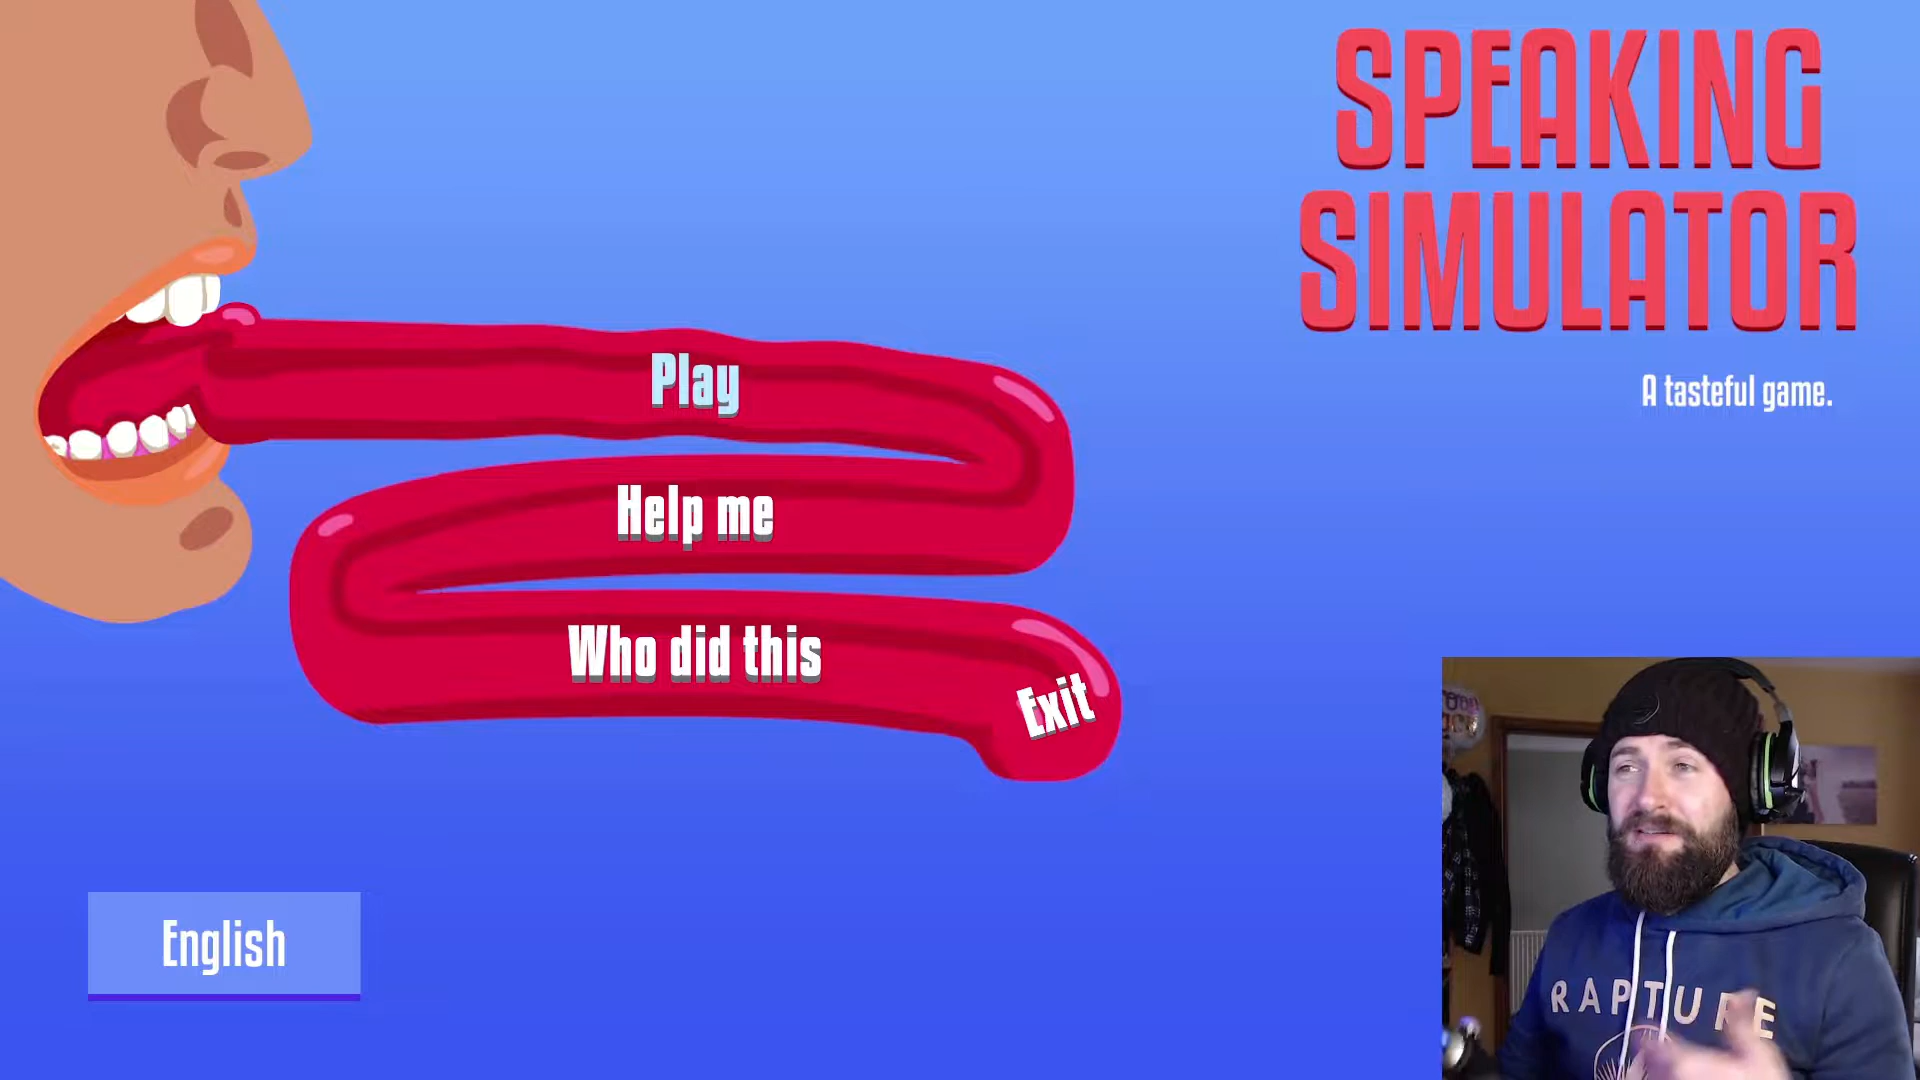 SPEAKING
SIMULATOR
A tasteful game.
Play
Help me
Who did this
Exit
English
RAPTURE